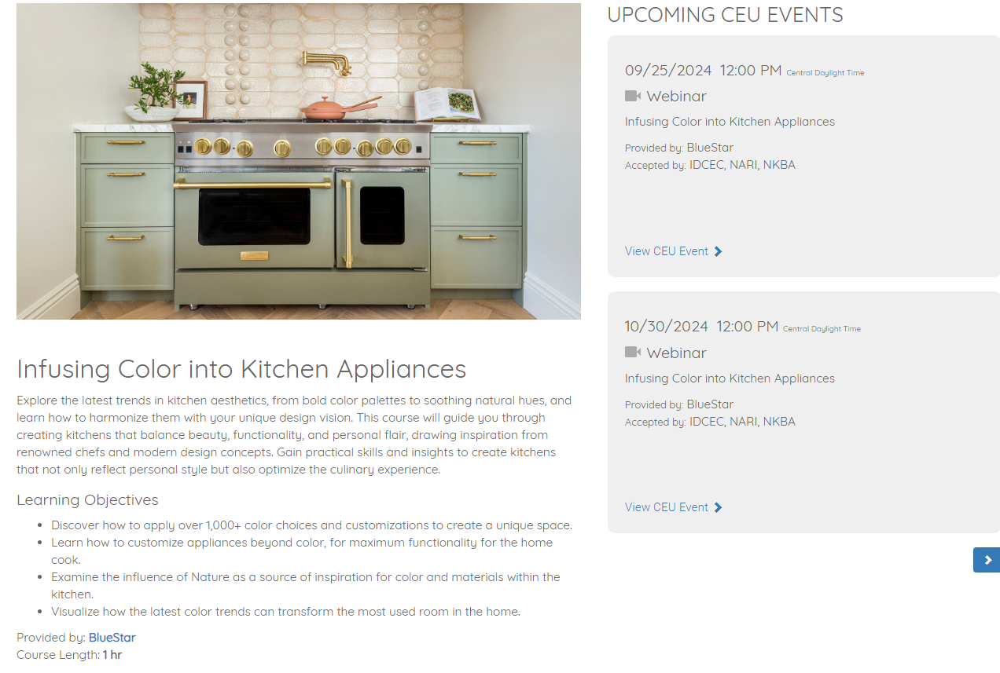 UPCOMING CEU EVENTS
09/25/2024 12:00 PM Central Daylight Time
Webinar
Infusing Color into Kitchen Appliances
Provided by: BlueStar
Accepted by: IDCEC, NARI, NKBA
View CEU Event
10/30/2024 12:00 PM Central Daylight Time
Webinar
Infusing Color into Kitchen Appliances
Provided by: BlueStar
Accepted by: IDCEC, NARI, NKBA
View CEU Event
Infusing Color into Kitchen Appliances
Explore the latest trends in kitchen aesthetics, from bold color palettes to soothing natural hues, and
learn how to harmonize them with your unique design vision. This course will guide you through
creating kitchens that balance beauty, functionality, and personal flair, drawing inspiration from
renowned chefs and modern design concepts. Gain practical skills and insights to create kitchens
that not only reflect personal style but also optimize the culinary experience.
Learning Objectives
• Discover how to apply over 1,000+ color choices and customizations to create a unique space.
• Learn how to customize appliances beyond color, for maximum functionality for the home
cook.
• Examine the influence of Nature as a source of inspiration for color and materials within the
kitchen.
• Visualize how the latest color trends can transform the most used room in the home.
Provided by: BlueStar
Course Length: 1 hr